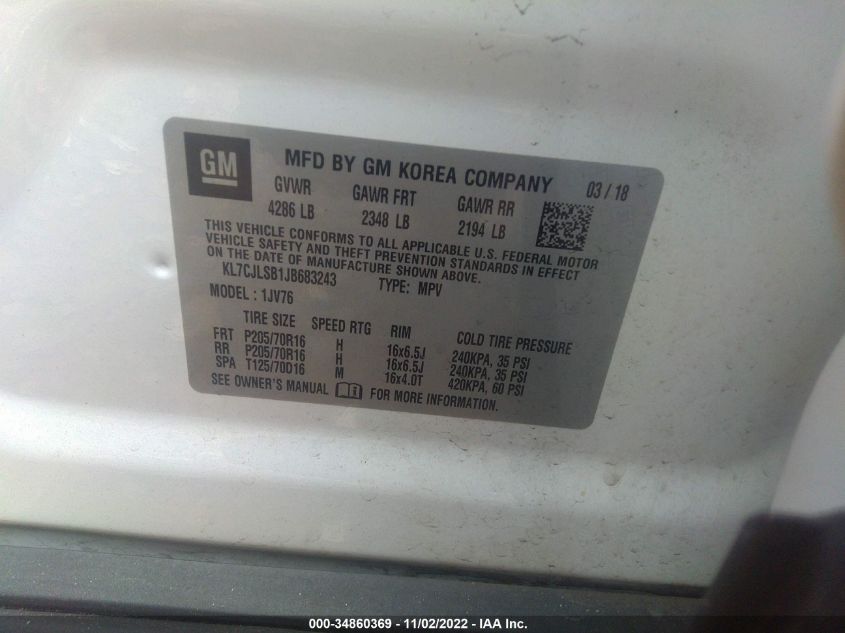 GM
MFD BY GM KOREA COMPANY 03/18
GVWR GAWR FRT GAWR RR
4286 LB 2348 LB 2194 LB
THIS VEHICLE CONFORMS TO ALL APPLICABLE U.S. FEDERAL MOTOR
VEHICLE SAFETY AND THEFT PREVENTION STANDARDS IN EFFECT
ON THE DATE OF MANUFACTURE SHOWN ABOVE.
KL7CJLSB1JB683243 TYPE: MPV
MODEL: 1JV76
TIRE SIZE SPEED RTG RIM COLD TIRE PRESSURE
FRT P205/70R16 H 16x6.5J 240KPA, 35 PSI
RR P205/70R16 H 16x6.5J 240KPA, 35 PSI
SPA T125/70D16 M 16x4.0T 420KPA, 60 PSI
SEE OWNER'S MANUAL FOR MORE INFORMATION.
000-34860369 - 11/02/2022 - IAA Inc.